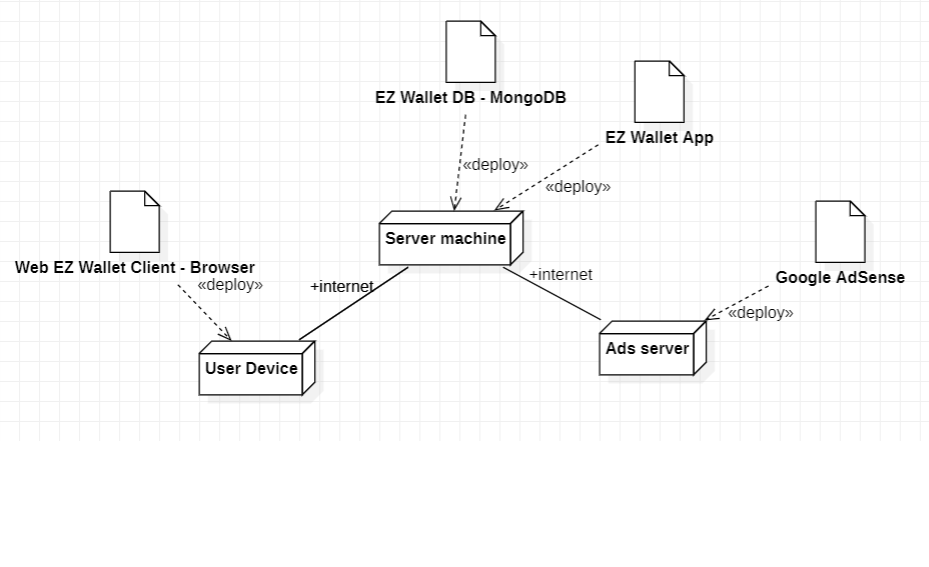 EZ Wallet DB - MongoDB
EZ Wallet App
«deploy»
«deploy»
Server machine
Web EZ Wallet Client - Browser
«deploy»
+internet
+internet
Google AdSense
«deploy»
Ads server
User Device